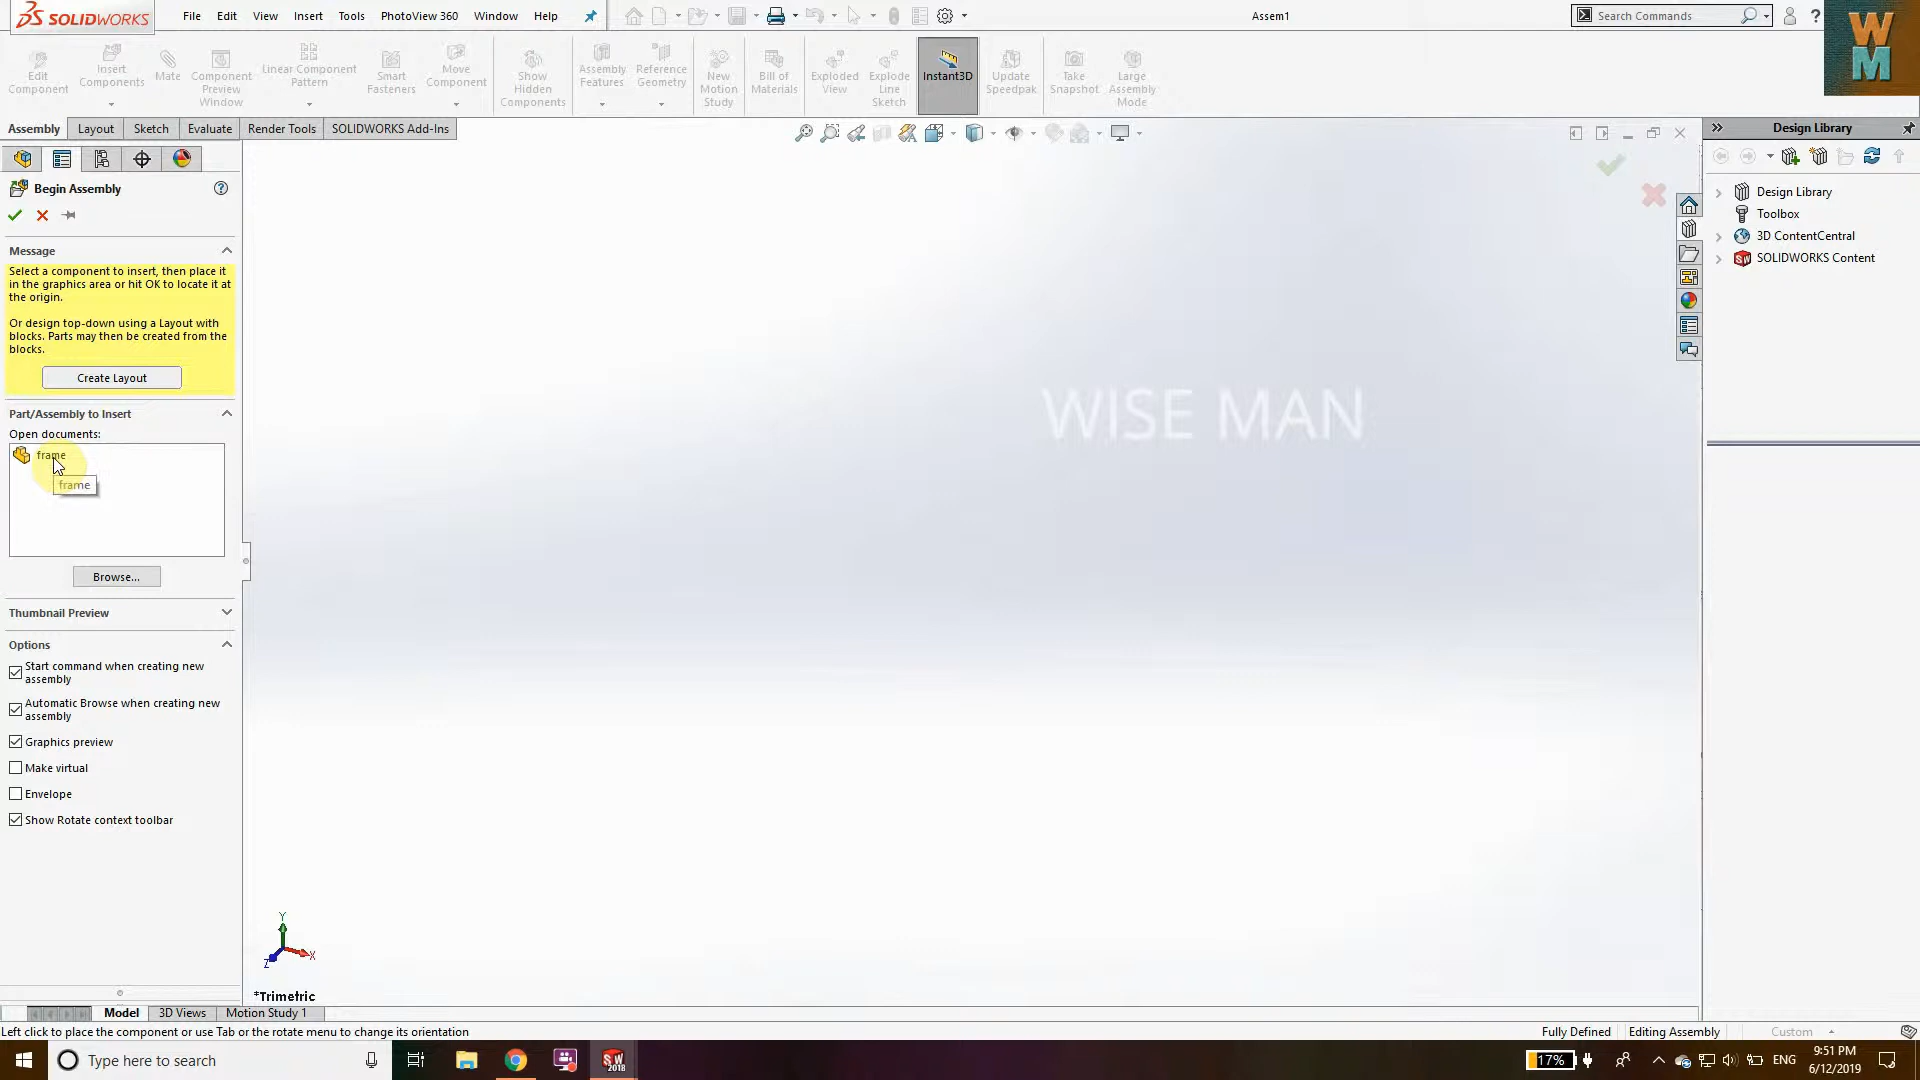 SOLIDWORKS File Edit View Insert Tools PhotoView 360 Window Help Assem1 Search Commands ?
W
M
Edit Component
Insert Components
Mate
Component Preview Window
Linear Component Pattern
Smart Fasteners
Move Component
Show Hidden Components
Assembly Features
Reference Geometry
New Motion Study
Bill of Materials
Exploded View
Explode Line Sketch
Instant3D
Update Speedpak
Take Snapshot
Large Assembly Mode
Assembly Layout Sketch Evaluate Render Tools SOLIDWORKS Add-Ins
Design Library
Begin Assembly ?
Message
Select a component to insert, then place it
in the graphics area or hit OK to locate it at
the origin.
Or design top-down using a Layout with
blocks. Parts may then be created from the
blocks.
Create Layout
Part/Assembly to Insert
Open documents:
frame
frame
Browse...
Thumbnail Preview
Options
Start command when creating new
assembly
Automatic Browse when creating new
assembly
Graphics preview
Make virtual
Envelope
Show Rotate context toolbar
WISE MAN
Design Library
Toolbox
3D ContentCentral
SW SOLIDWORKS Content
Y
X
Z
*Trimetric
Model 3D Views Motion Study 1
Left click to place the component or use Tab or the rotate menu to change its orientation Fully Defined Editing Assembly Custom
Type here to search SW 2018 17% ENG 9:51 PM
6/12/2019